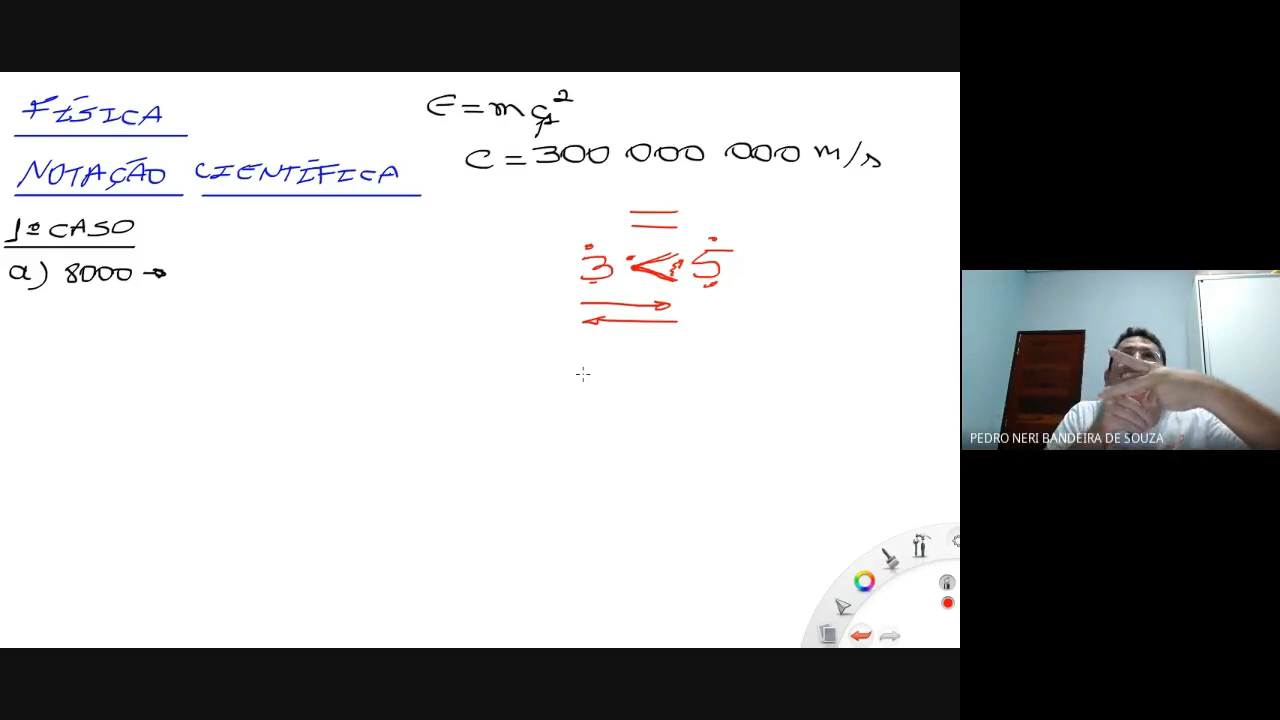 FÍSICA
NOTAÇÃO CIENTÍFICA
1º CASO
a) 8000 →
E = mc²
C = 300 000 000 m/s
=
3 < 5
→
←
PEDRO NERI BANDEIRA DE SOUZA